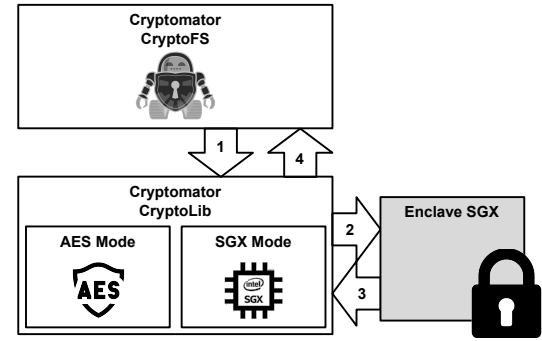 Cryptomator
CryptoFS
1
4
Cryptomator
CryptoLib
AES Mode
SGX Mode
AES
intel
SGX
2
3
Enclave SGX